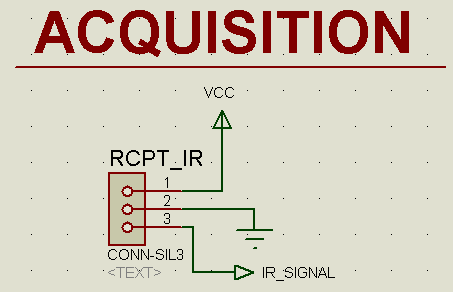 ACQUISITION
VCC
RCPT_IR
1
2
3
CONN-SIL3
<TEXT>
IR_SIGNAL